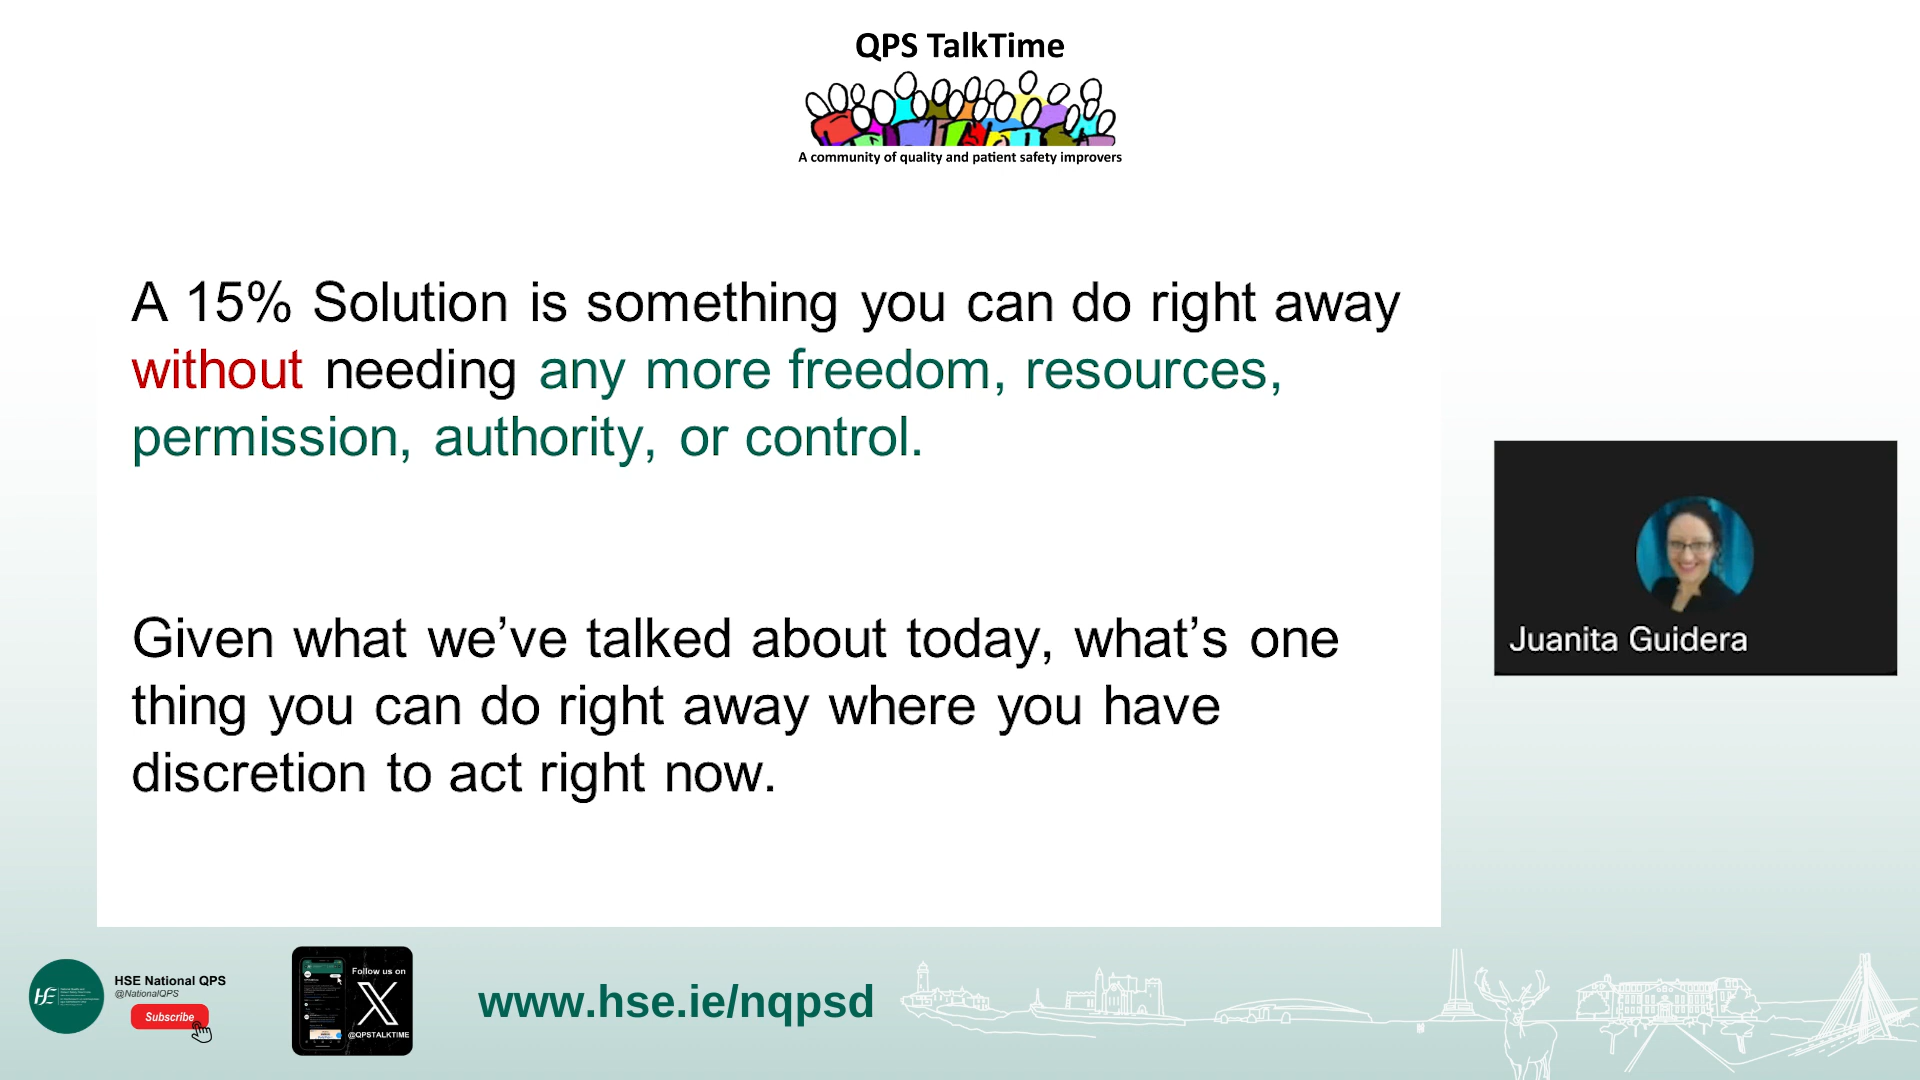 QPS TalkTime
A community of quality and patient safety improvers
A 15% Solution is something you can do right away
without needing any more freedom, resources,
permission, authority, or control.
Given what we’ve talked about today, what’s one
thing you can do right away where you have
discretion to act right now.
Juanita Guidera
HSE National QPS
@NationalQPS
Subscribe
Follow us on
X
@QPSTALKTIME
www.hse.ie/nqpsd